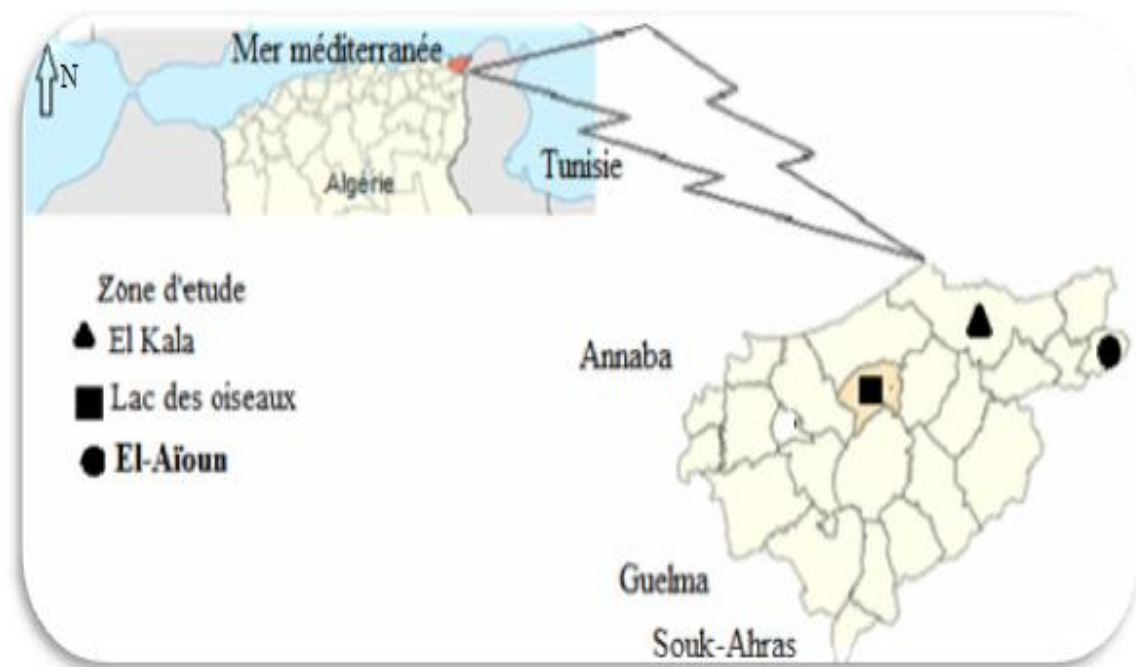 Mer méditerranée
N
Tunisie
Algérie
Zone d'etude
El Kala
Annaba
Lac des oiseaux
El-Aïoun
Guelma
Souk-Ahras